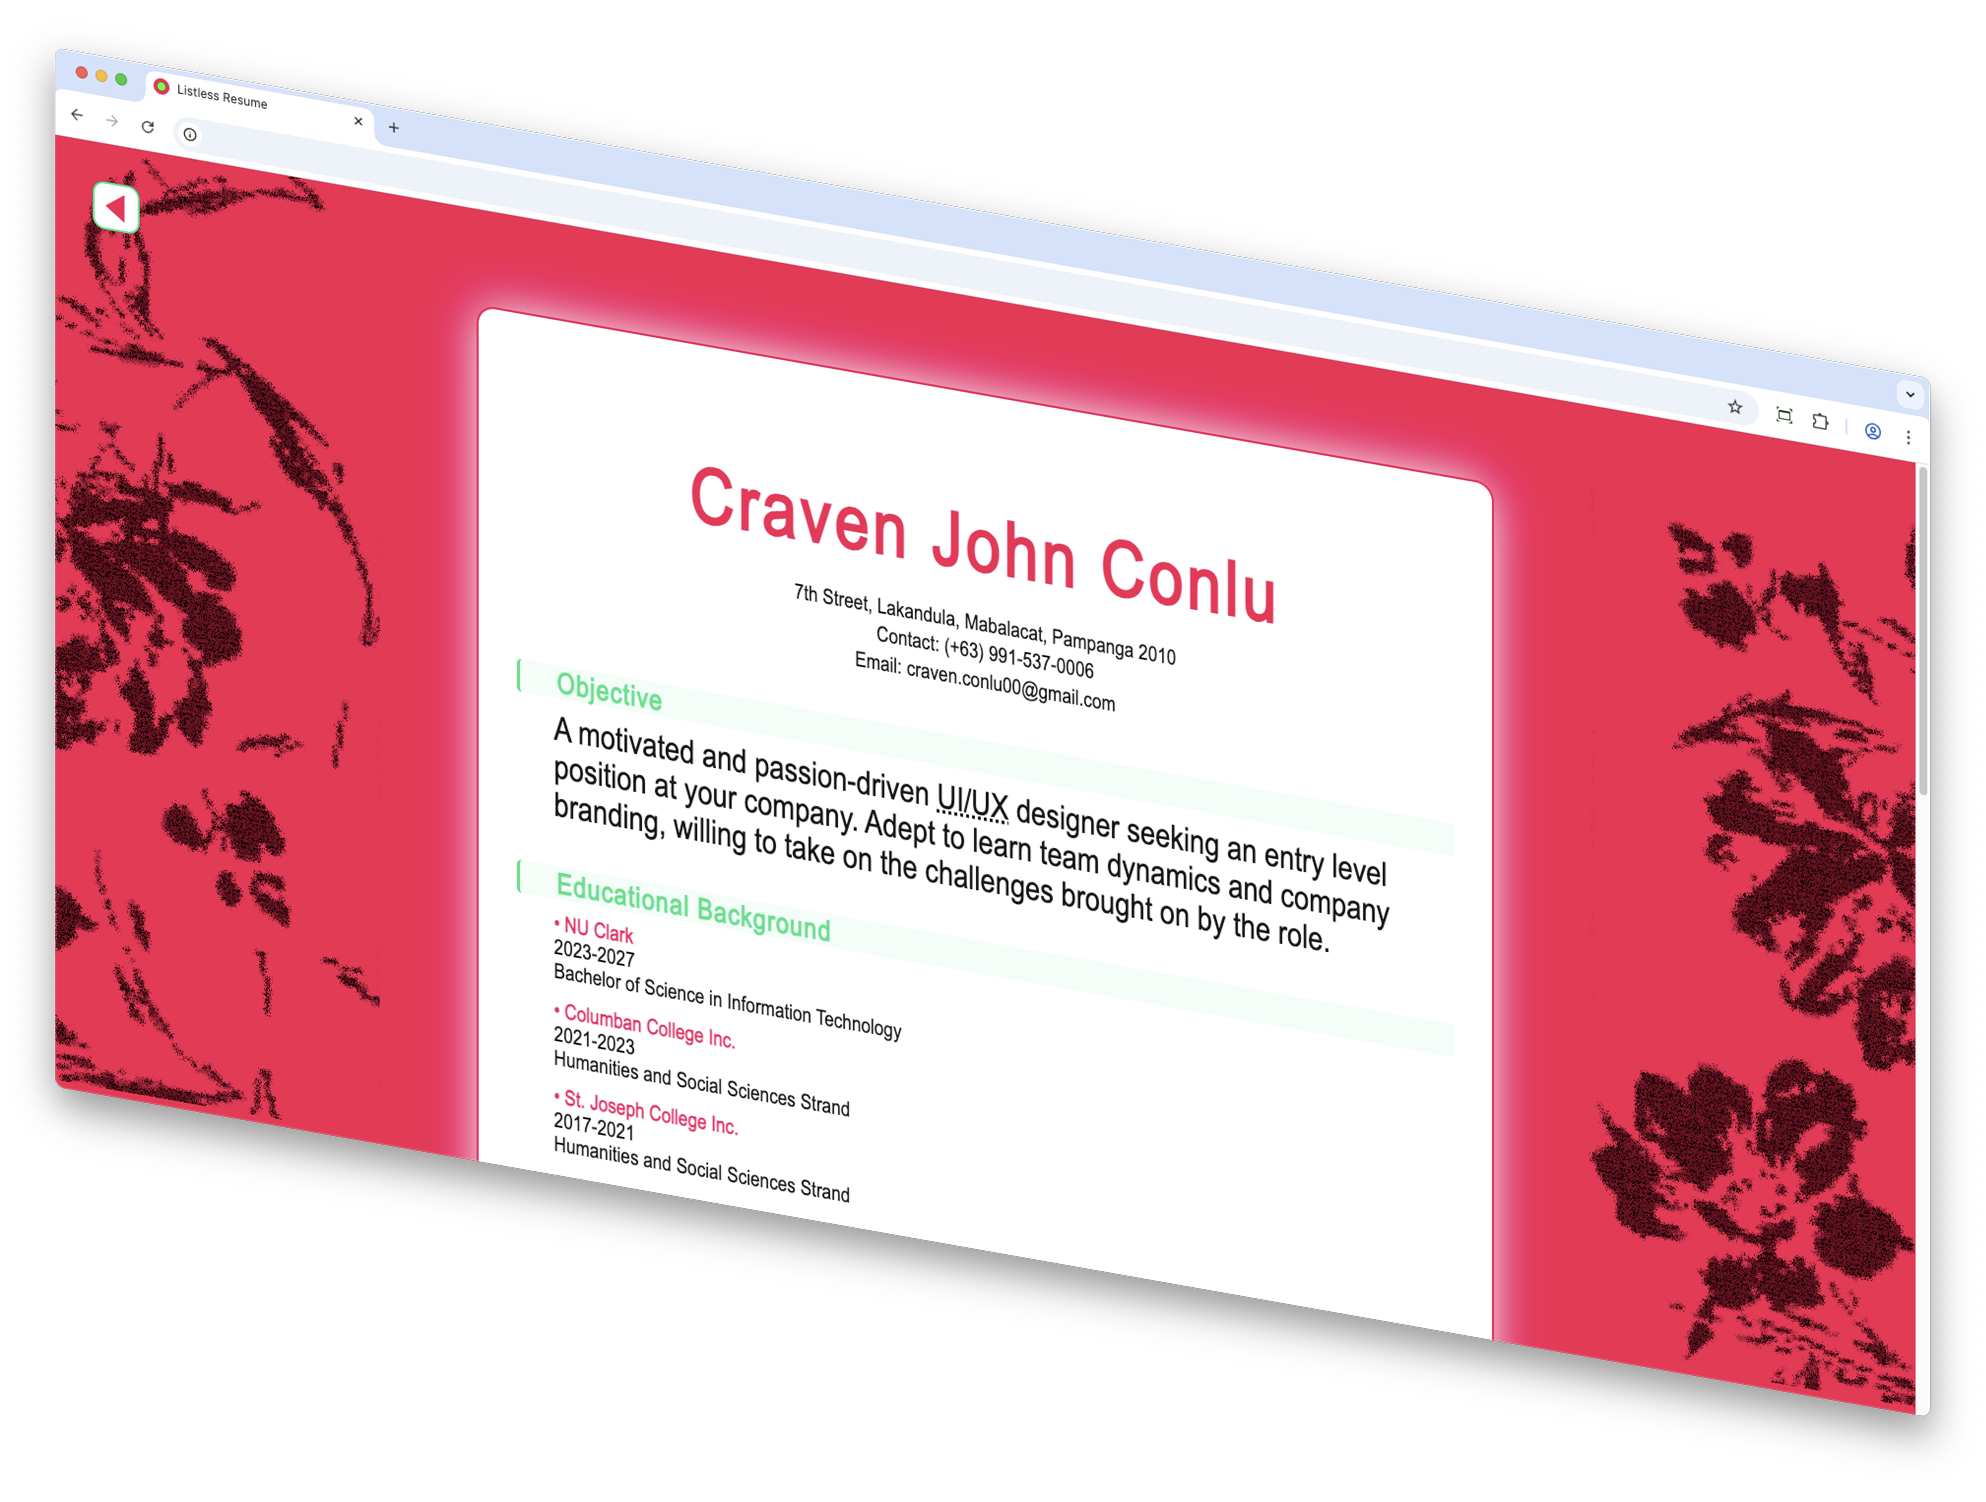 Listless Resume
Craven John Conlu
7th Street, Lakandula, Mabalacat, Pampanga 2010
Contact: (+63) 991-537-0006
Email: craven.conlu00@gmail.com
Objective
A motivated and passion-driven UI/UX designer seeking an entry level
position at your company. Adept to learn team dynamics and company
branding, willing to take on the challenges brought on by the role.
Educational Background
• NU Clark
2023-2027
Bachelor of Science in Information Technology
• Columban College Inc.
2021-2023
Humanities and Social Sciences Strand
• St. Joseph College Inc.
2017-2021
Humanities and Social Sciences Strand